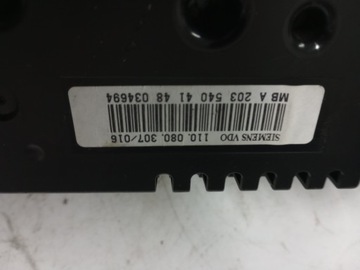 SIEMENS VDO 110. 080. 307/016
MB A 203 540 41 48 034694